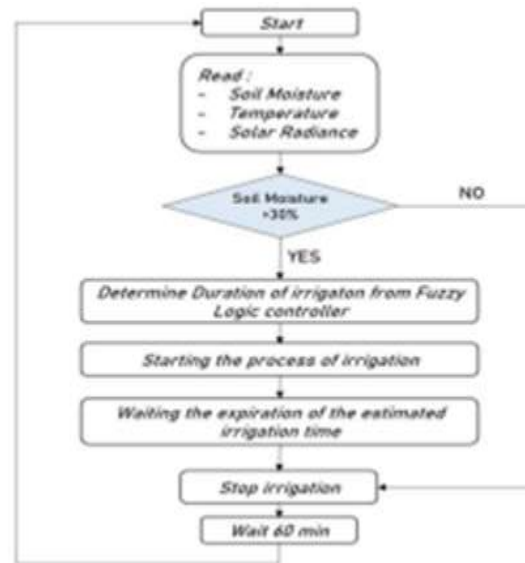 Start
Read :
- Soil Moisture
- Temperature
- Solar Radiance
Soil Moisture
30%
NO
YES
Determine Duration of irrigaton from Fuzzy
Logic controller
Starting the process of irrigation
Waiting the expiration of the estimated
irrigation time
Stop irrigation
Wait 60 min